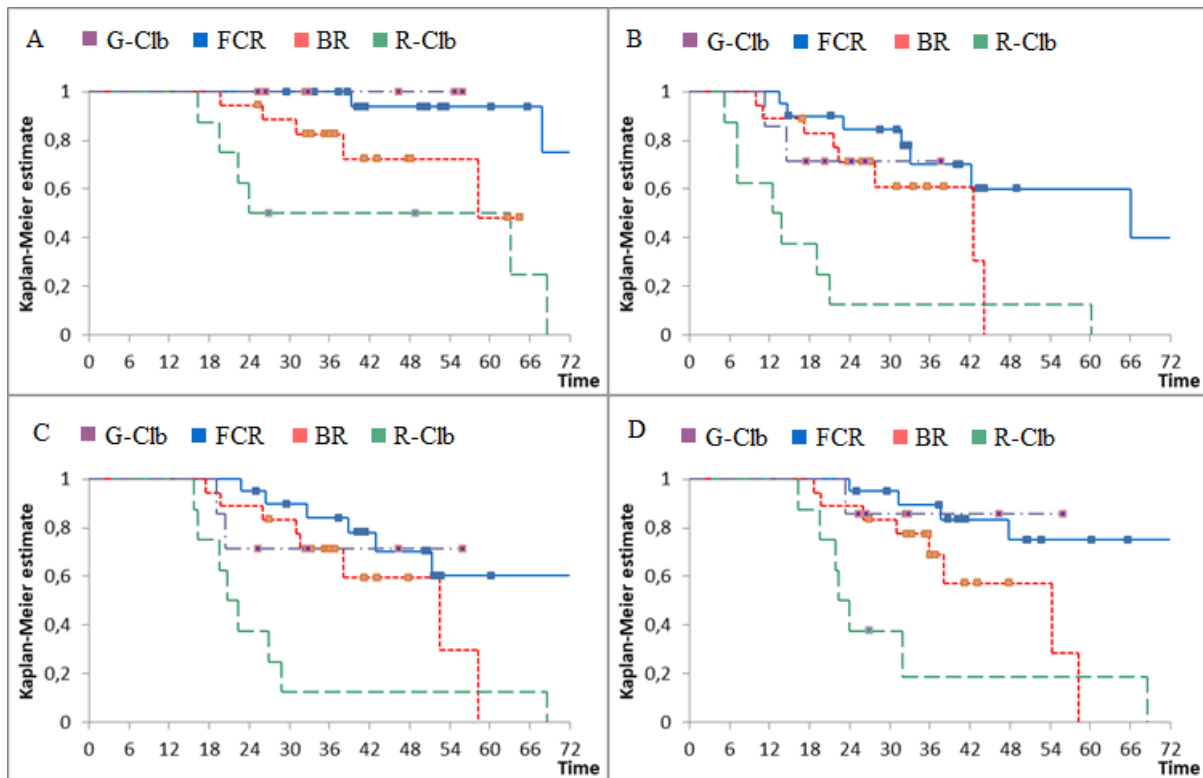 A
G-Clb FCR BR R-Clb
Kaplan-Meier estimate
1
0,8
0,6
0,4
0,2
0
0 6 12 18 24 30 36 42 48 54 60 66 72
Time
B
G-Clb FCR BR R-Clb
Kaplan-Meier estimate
1
0,8
0,6
0,4
0,2
0
0 6 12 18 24 30 36 42 48 54 60 66 72
Time
C
G-Clb FCR BR R-Clb
Kaplan-Meier estimate
1
0,8
0,6
0,4
0,2
0
0 6 12 18 24 30 36 42 48 54 60 66 72
Time
D
G-Clb FCR BR R-Clb
Kaplan-Meier estimate
1
0,8
0,6
0,4
0,2
0
0 6 12 18 24 30 36 42 48 54 60 66 72
Time